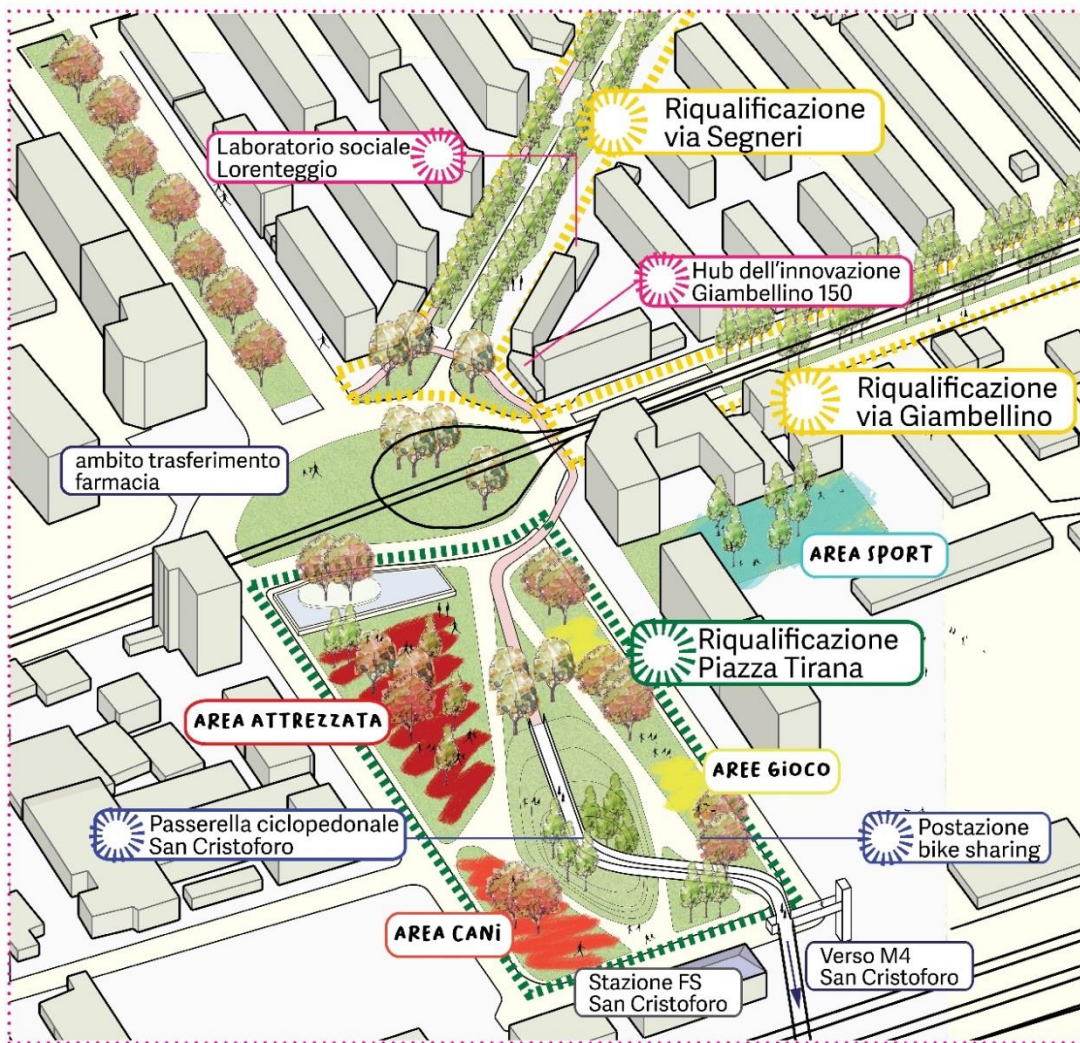 Riqualificazione
via Segneri
Laboratorio sociale
Lorenteggio
Hub dell'innovazione
Giambellino 150
Riqualificazione
via Giambellino
ambito trasferimento
farmacia
AREA SPORT
Riqualificazione
Piazza Tirana
AREA ATTREZZATA
AREE GiOCO
Passerella ciclopedonale
San Cristoforo
Postazione
bike sharing
AREA CANi
Stazione FS
San Cristoforo
Verso M4
San Cristoforo